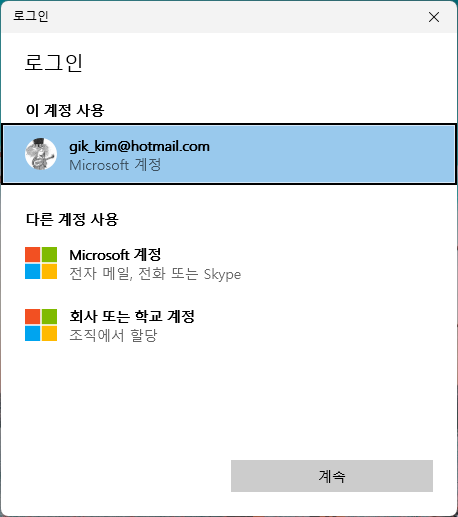 로그인
로그인
이 계정 사용
gik_kim@hotmail.com
Microsoft 계정
다른 계정 사용
Microsoft 계정
전자 메일, 전화 또는 Skype
회사 또는 학교 계정
조직에서 할당
계속